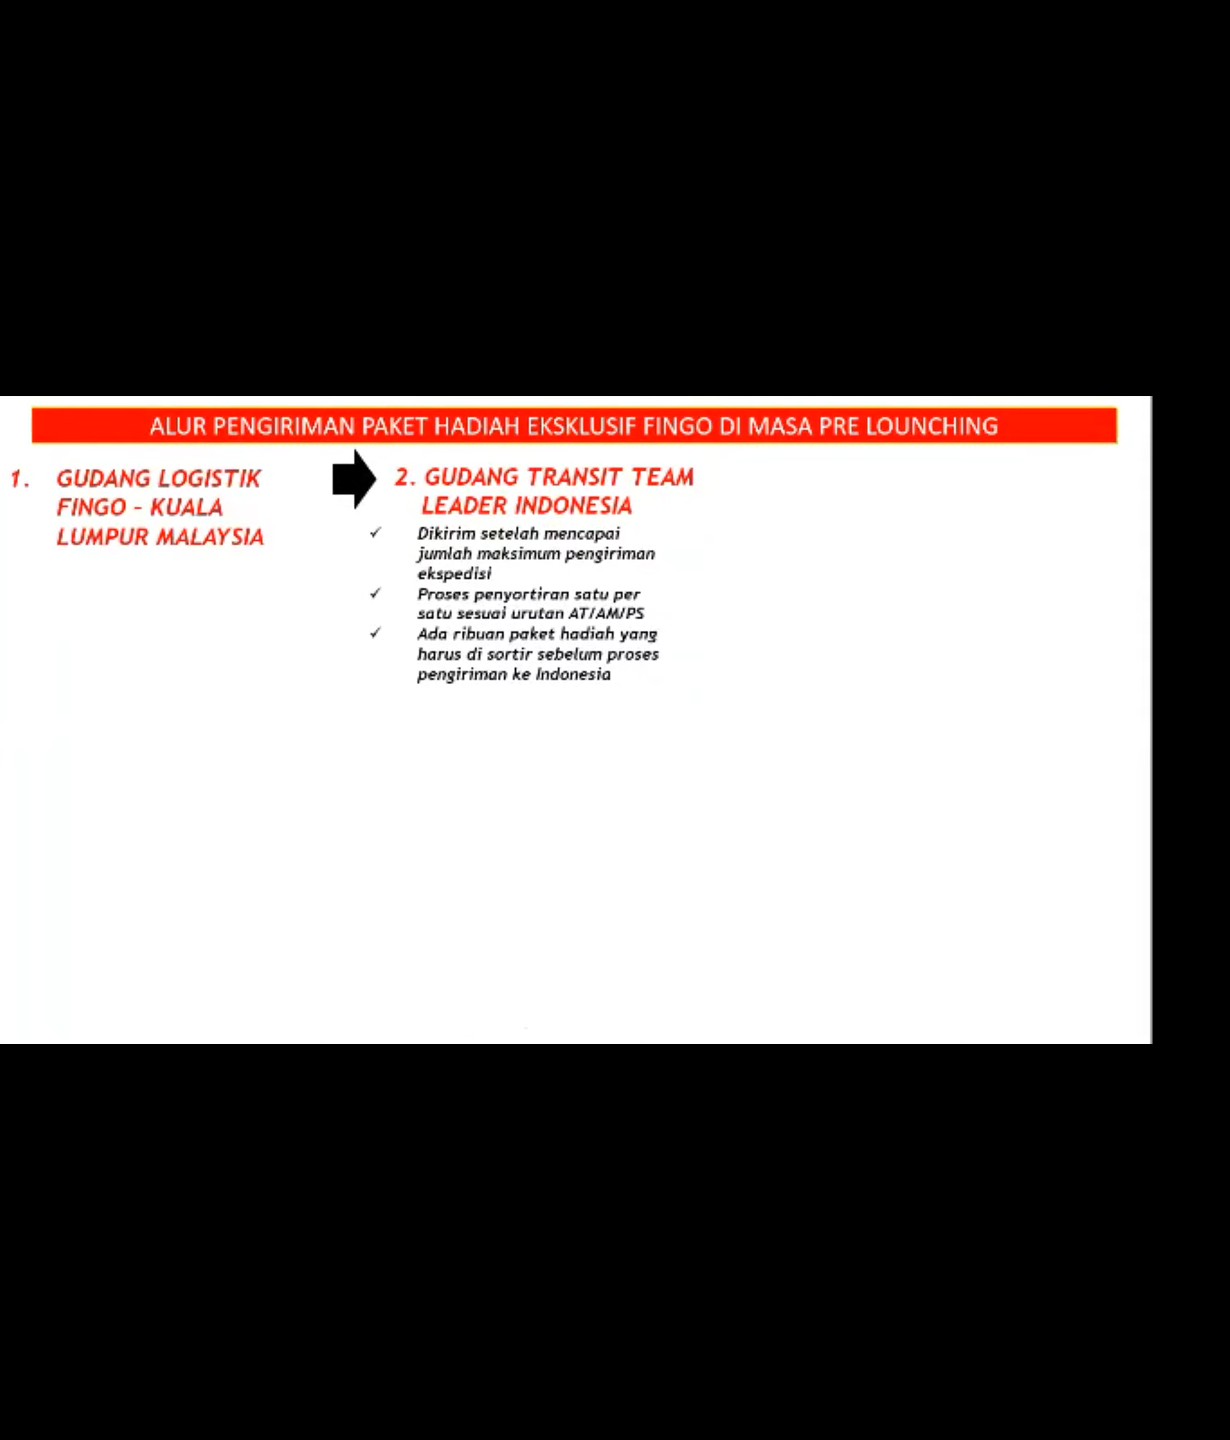 ALUR PENGIRIMAN PAKET HADIAH EKSKLUSIF FINGO DI MASA PRE LOUNCHING
1. GUDANG LOGISTIK
FINGO - KUALA
LUMPUR MALAYSIA
2. GUDANG TRANSIT TEAM
LEADER INDONESIA
✓ Dikirim setelah mencapai
jumlah maksimum pengiriman
ekspedisi
✓ Proses penyortiran satu per
satu sesuai urutan AT/AM/PS
✓ Ada ribuan paket hadiah yang
harus di sortir sebelum proses
pengiriman ke Indonesia